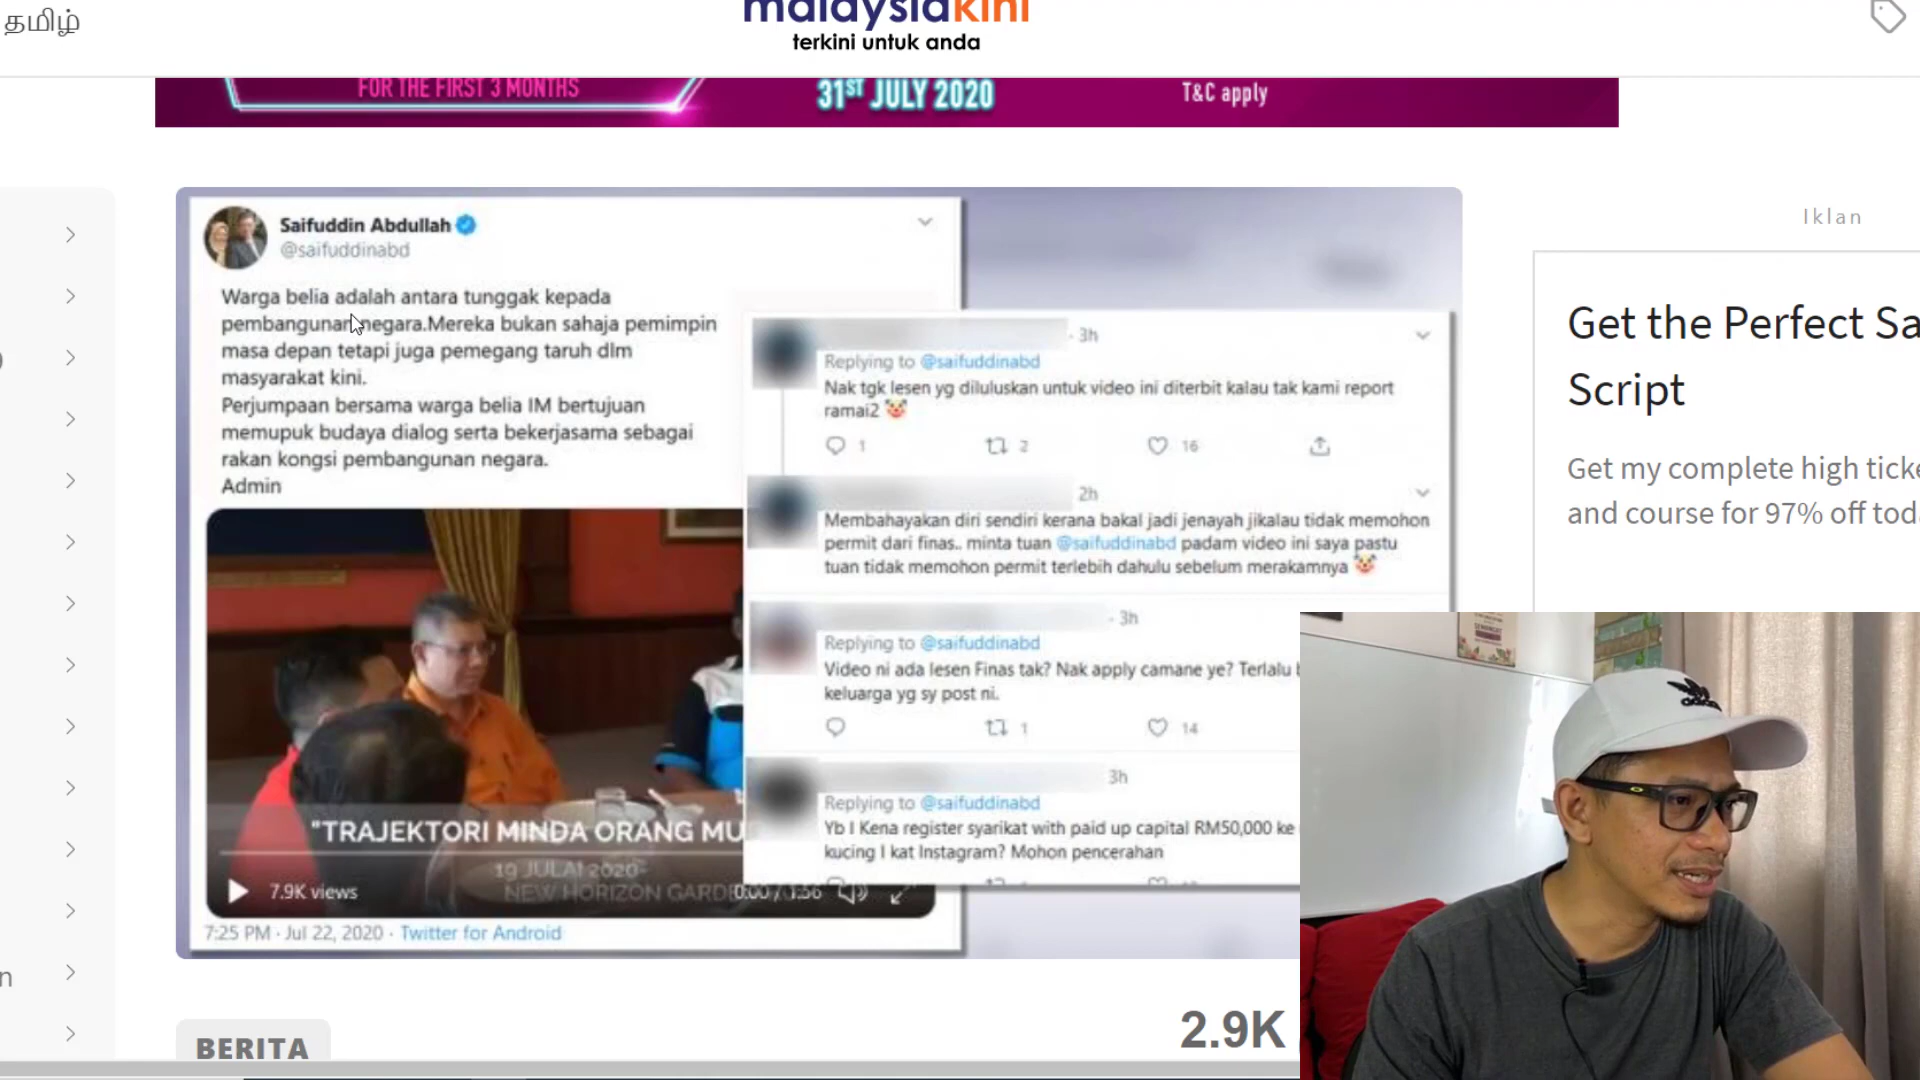 தமிழ்
malaysiakini
terkini untuk anda
FOR THE FIRST 3 MONTHS
31ST JULY 2020
T&C apply
Saifuddin Abdullah
@saifuddinabd
Warga belia adalah antara tunggak kepada
pembangunan negara.Mereka bukan sahaja pemimpin
masa depan tetapi juga pemegang taruh dlm
masyarakat kini.
Perjumpaan bersama warga belia IM bertujuan
memupuk budaya dialog serta bekerjasama sebagai
rakan kongsi pembangunan negara.
Admin
"TRAJEKTORI MINDA ORANG MU
19 JULAI 2020
NEW HORIZON GARDE
7.9K views
0:00 / 1:56
7:25 PM · Jul 22, 2020 · Twitter for Android
· 3h
Replying to @saifuddinabd
Nak tgk lesen yg diluluskan untuk video ini diterbit kalau tak kami report
ramai2 🤡
1 2 16
2h
Membahayakan diri sendiri kerana bakal jadi jenayah jikalau tidak memohon
permit dari finas.. minta tuan @saifuddinabd padam video ini saya pastu
tuan tidak memohon permit terlebih dahulu sebelum merakamnya 🤡
· 3h
Replying to @saifuddinabd
Video ni ada lesen Finas tak? Nak apply camane ye? Terlalu
keluarga yg sy post ni.
1 14
3h
Replying to @saifuddinabd
Yb I Kena register syarikat with paid up capital RM50,000 ke
kucing I kat Instagram? Mohon pencerahan
BERITA
2.9K
Iklan
Get the Perfect Sa
Script
Get my complete high ticke
and course for 97% off tod
adidas